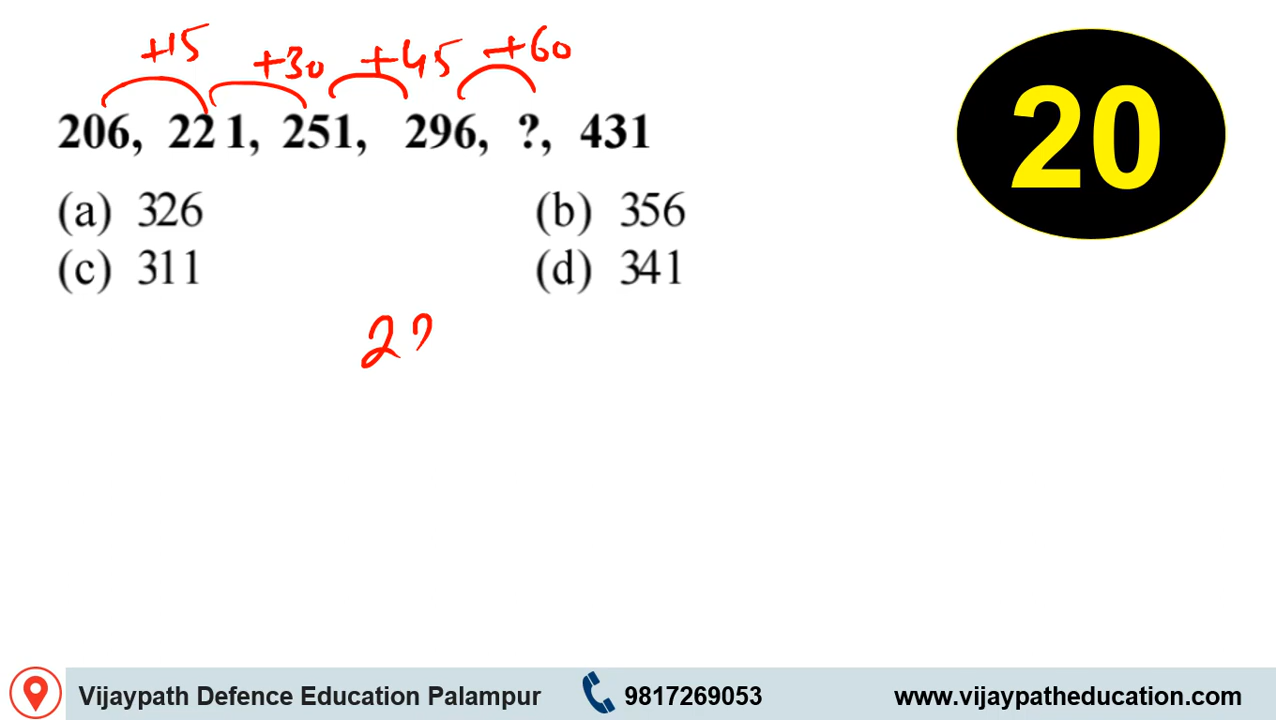 +15 +30 +45 +60
206, 221, 251, 296, ?, 431
20
(a) 326 (b) 356
(c) 311 (d) 341
2
Vijaypath Defence Education Palampur 9817269053 www.vijaypatheducation.com